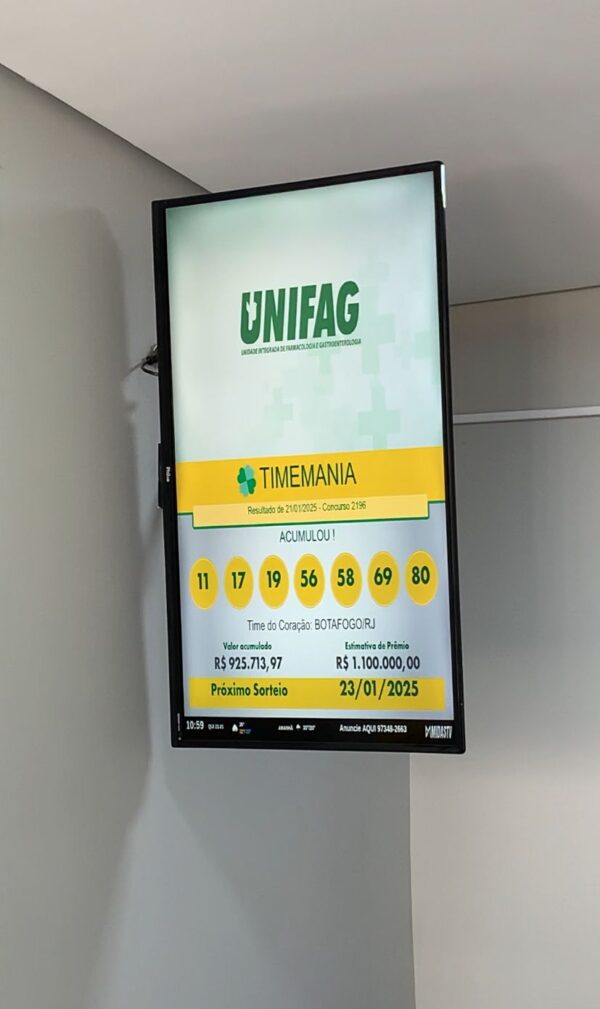 UNIFAG
UNIDADE INTEGRADA DE FARMACOLOGIA E GASTROENTEROLOGIA
TIMEMANIA
Resultado de 21/01/2025 - Concurso 2196
ACUMULOU !
11 17 19 56 58 69 80
Time do Coração: BOTAFOGO/RJ
Valor acumulado Estimativa de Prêmio
R$ 925.713,97 R$ 1.100.000,00
Próximo Sorteio 23/01/2025
10:59 AMANHÃ Anuncie AQUI 97348-2663 MIDASTV